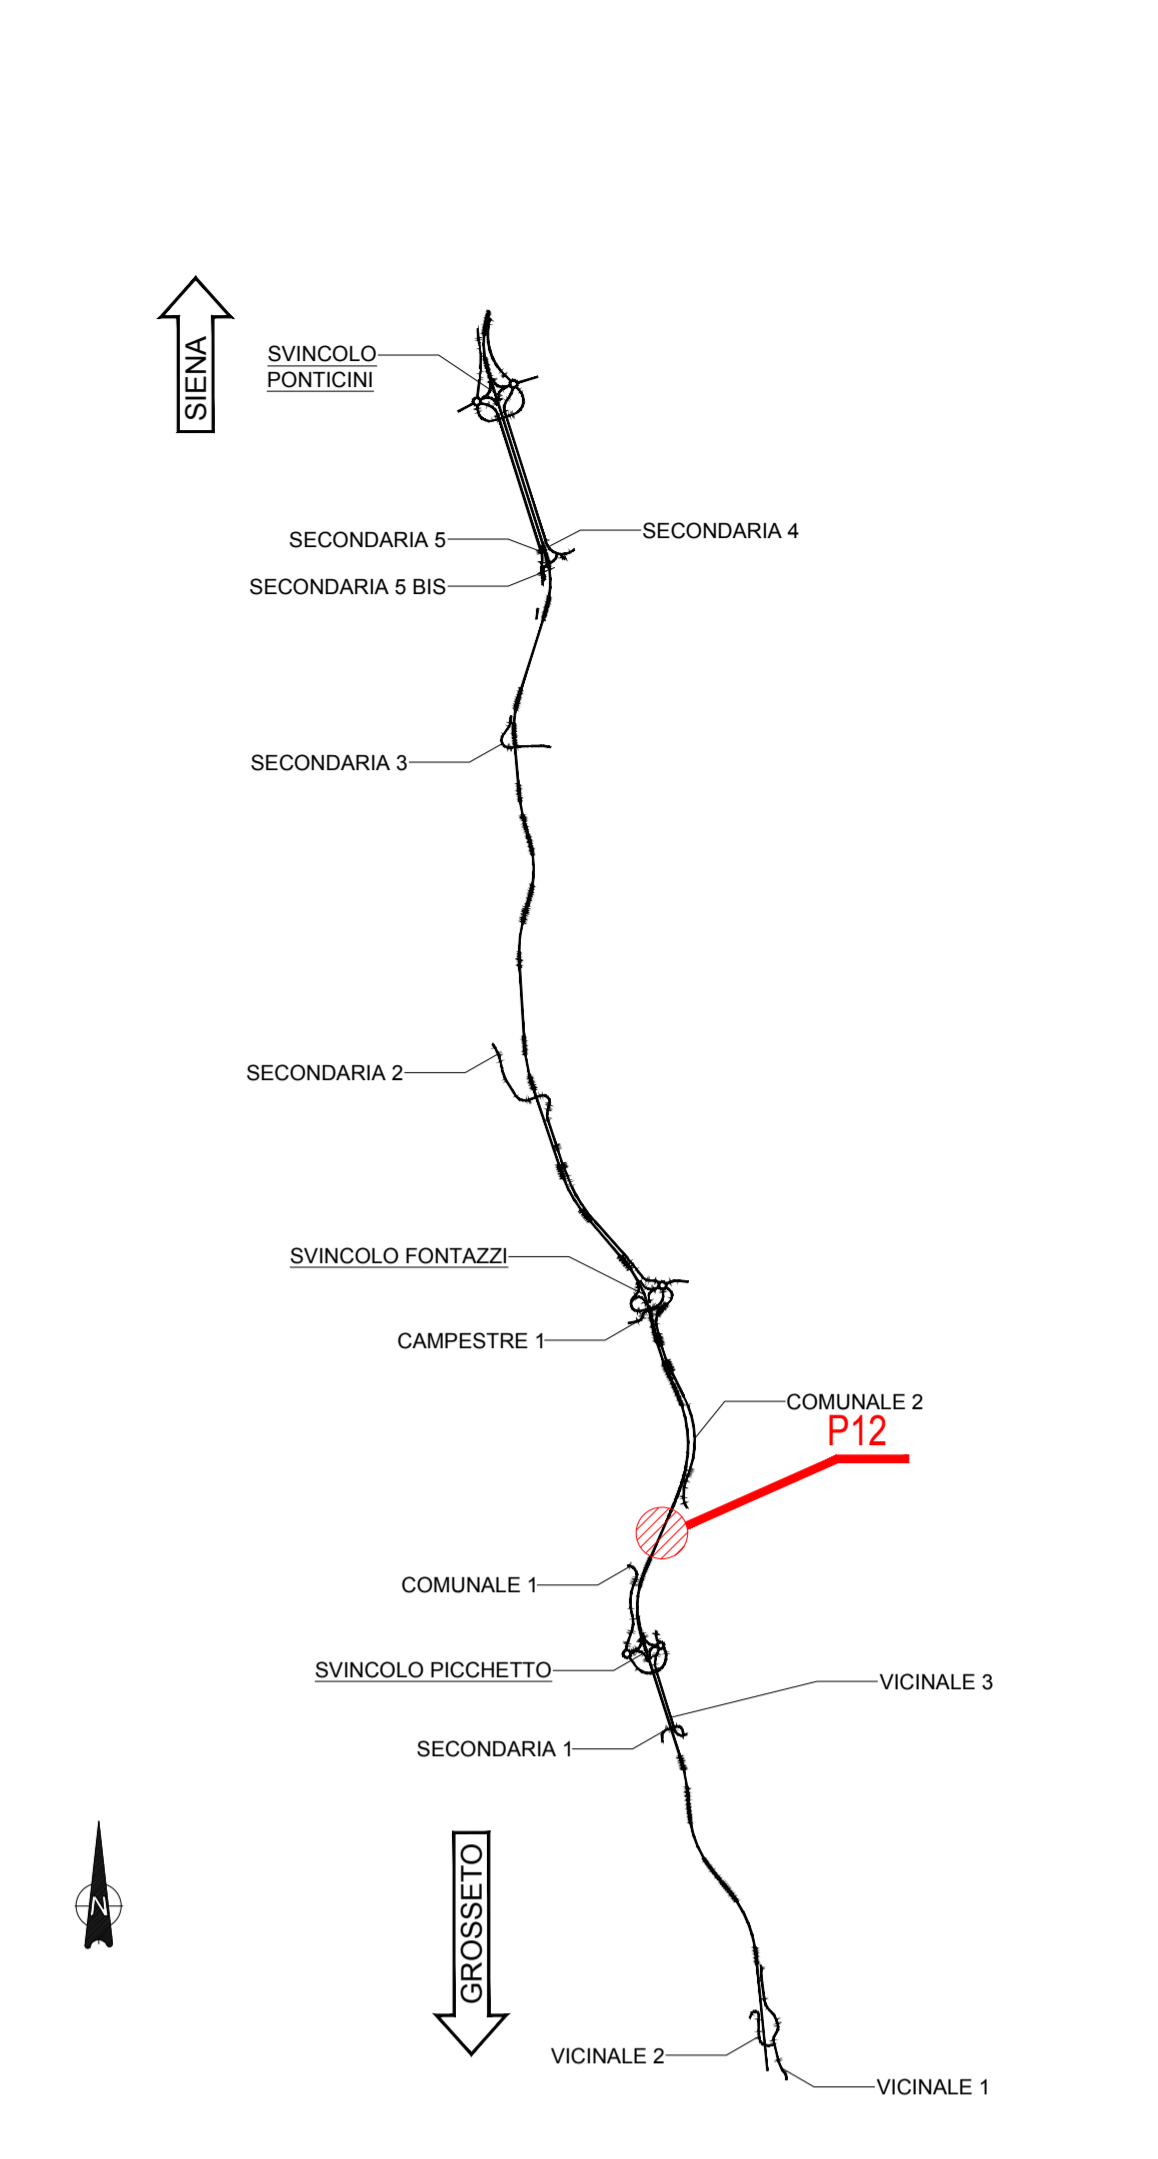 SIENA
SVINCOLO
PONTICINI
SECONDARIA 4
SECONDARIA 5
SECONDARIA 5 BIS
SECONDARIA 3
SECONDARIA 2
SVINCOLO FONTAZZI
CAMPESTRE 1
COMUNALE 2
P12
COMUNALE 1
SVINCOLO PICCHETTO
VICINALE 3
SECONDARIA 1
GROSSETO
N
VICINALE 2
VICINALE 1